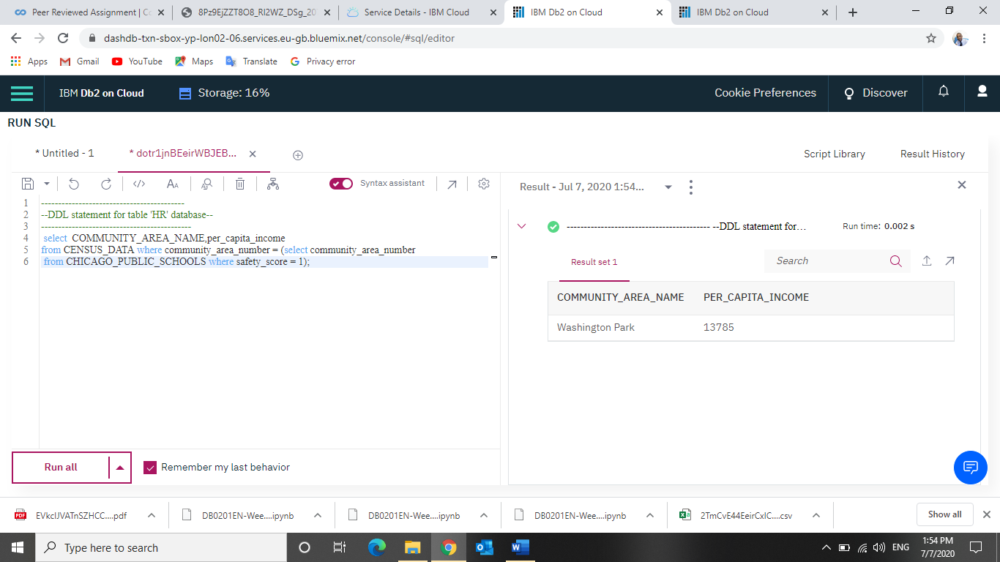 Peer Reviewed Assignment | Co
8Pz9EjZZT8O8_RI2WZ_DSg_20
Service Details - IBM Cloud
IBM Db2 on Cloud
IBM Db2 on Cloud
dashdb-txn-sbox-yp-lon02-06.services.eu-gb.bluemix.net/console/#sql/editor
Apps
Gmail
YouTube
Maps
Translate
Privacy error
IBM Db2 on Cloud
Storage: 16%
Cookie Preferences
Discover
RUN SQL
* Untitled - 1
* dotr1jnBEeirWBJEB...
Script Library
Result History
Syntax assistant
Result - Jul 7, 2020 1:54...
1 ------------------------------------------
2 --DDL statement for table 'HR' database--
3 --------------------------------------------
4 select COMMUNITY_AREA_NAME,per_capita_income
5 from CENSUS_DATA where community_area_number = (select community_area_number
6 from CHICAGO_PUBLIC_SCHOOLS where safety_score = 1);
------------------------------------------ --DDL statement for...
Run time: 0.002 s
Result set 1
Search
COMMUNITY_AREA_NAME PER_CAPITA_INCOME
Washington Park 13785
Run all
Remember my last behavior
EVkcIJVATnSZHCC....pdf
DB0201EN-Wee....ipynb
DB0201EN-Wee....ipynb
DB0201EN-Wee....ipynb
2TmCvE44EeirCxIC....csv
Show all
Type here to search
ENG
1:54 PM
7/7/2020